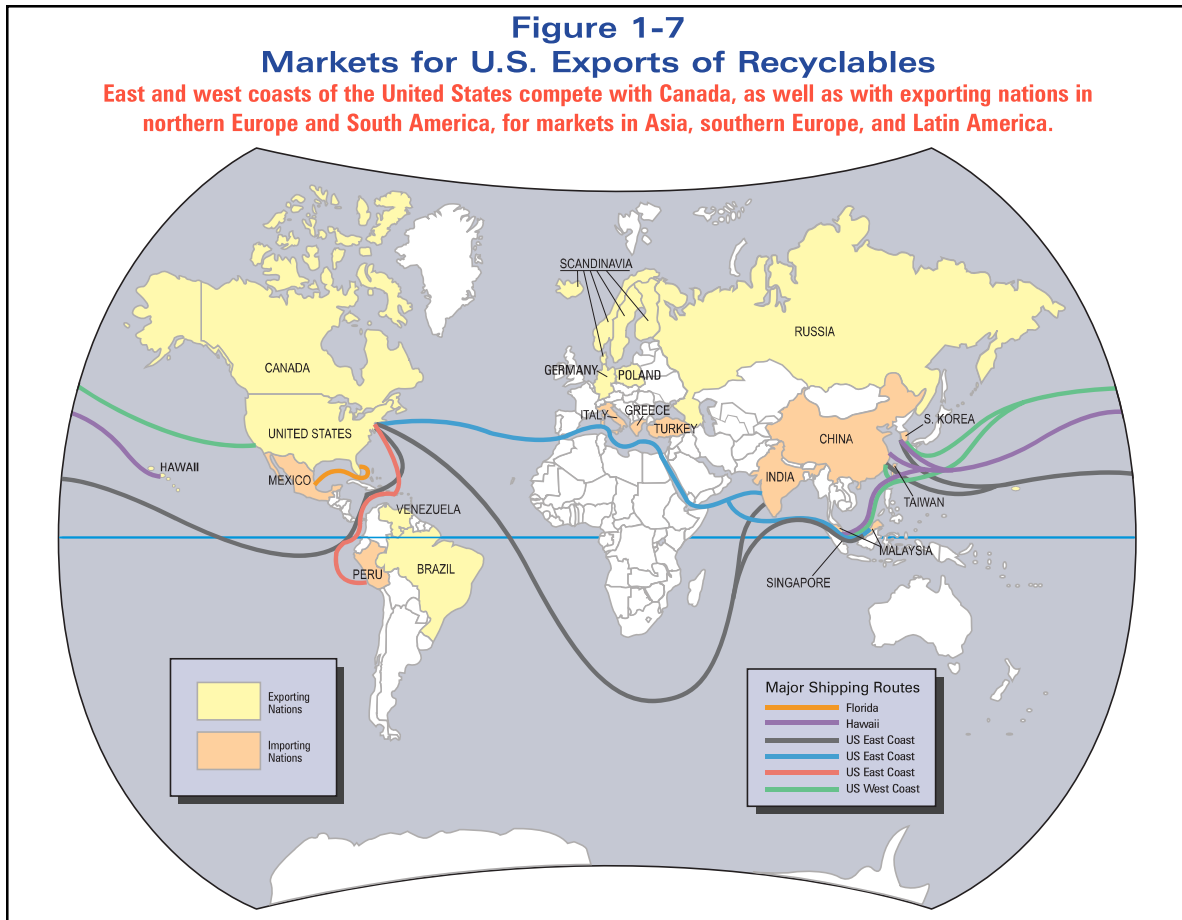 Figure 1-7
Markets for U.S. Exports of Recyclables
East and west coasts of the United States compete with Canada, as well as with exporting nations in
northern Europe and South America, for markets in Asia, southern Europe, and Latin America.
SCANDINAVIA
RUSSIA
CANADA
GERMANY
POLAND
ITALY
GREECE
TURKEY
S. KOREA
UNITED STATES
CHINA
HAWAII
MEXICO
INDIA
TAIWAN
VENEZUELA
MALAYSIA
PERU
BRAZIL
SINGAPORE
Exporting
Nations
Importing
Nations
Major Shipping Routes
Florida
Hawaii
US East Coast
US East Coast
US East Coast
US West Coast